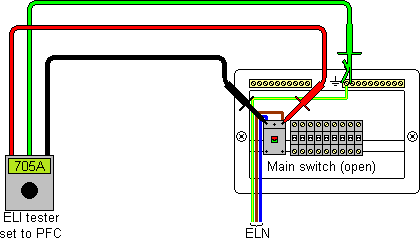 705A
Main switch (open)
ELI tester
set to PFC
ELN